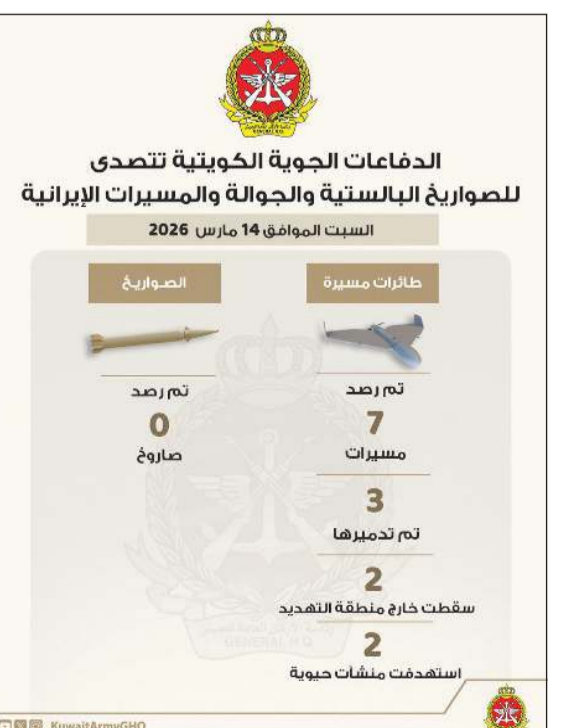 GENERAL H.Q
الدفاعات الجوية الكويتية تتصدى
للصواريخ البالستية والجوالة والمسيرات الإيرانية
السبت الموافق 14 مارس 2026
طائرات مسيرة
تم رصد
7
مسيرات
3
تم تدميرها
2
سقطت خارج منطقة التهديد
2
استهدفت منشآت حيوية
الصواريخ
تم رصد
0
صاروخ
GENERAL H Q
KuwaitArmyGHQ